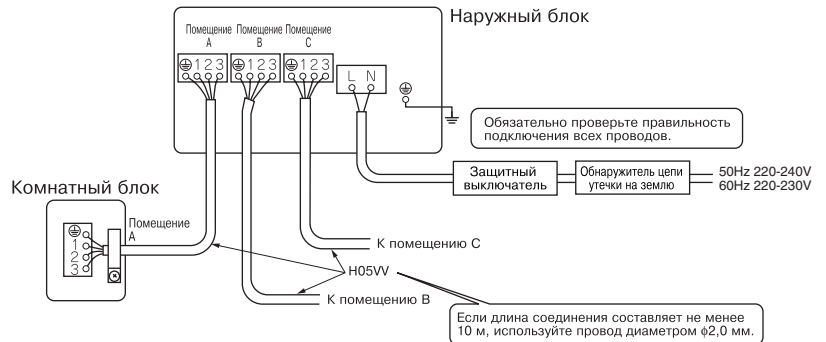 Наружный блок
Помещение Помещение Помещение
A B C
1 2 3 1 2 3 1 2 3
L N
Обязательно проверьте правильность
подключения всех проводов.
Защитный
выключатель
Обнаружитель цепи
утечки на землю
50Hz 220-240V
60Hz 220-230V
Комнатный блок
Помещение
A
1
2
3
К помещению C
H05VV
К помещению B
Если длина соединения составляет не менее
10 м, используйте провод диаметром ϕ2,0 мм.